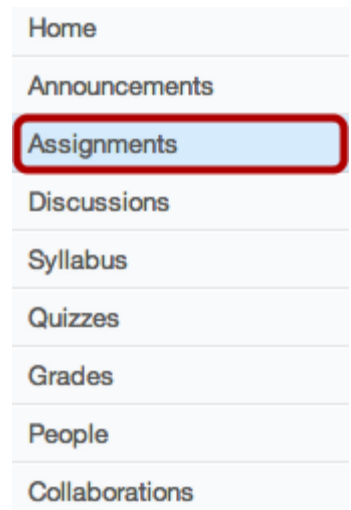 Home
Announcements
Assignments
Discussions
Syllabus
Quizzes
Grades
People
Collaborations